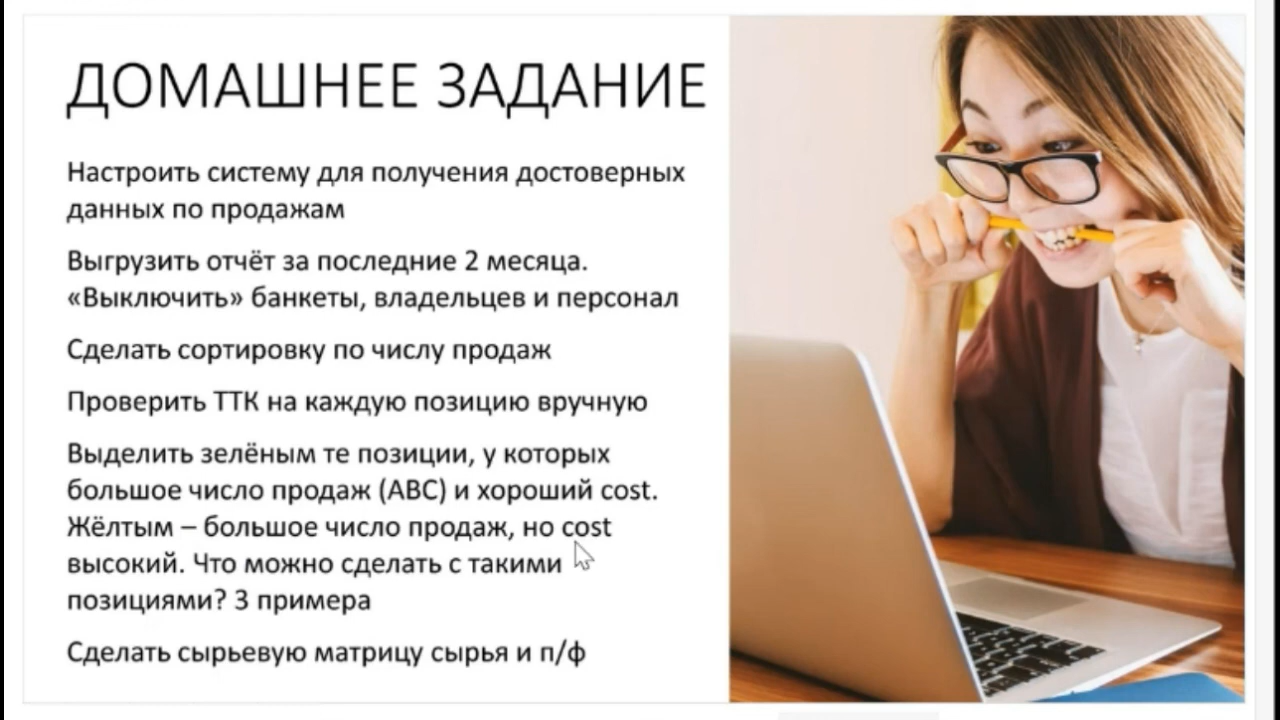 ДОМАШНЕЕ ЗАДАНИЕ
Настроить систему для получения достоверных
данных по продажам
Выгрузить отчёт за последние 2 месяца.
«Выключить» банкеты, владельцев и персонал
Сделать сортировку по числу продаж
Проверить ТТК на каждую позицию вручную
Выделить зелёным те позиции, у которых
большое число продаж (ABC) и хороший cost.
Жёлтым – большое число продаж, но cost
высокий. Что можно сделать с такими
позициями? 3 примера
Сделать сырьевую матрицу сырья и п/ф